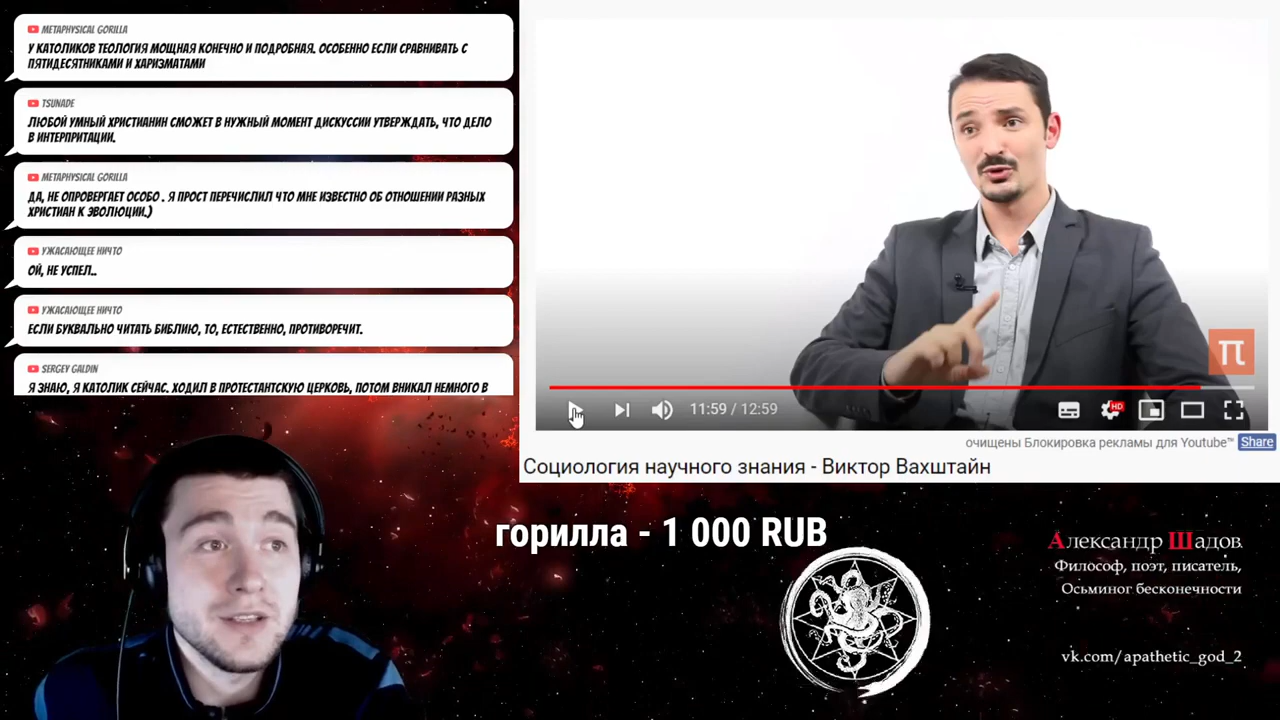 METAPHYSICAL GORILLA
У КАТОЛИКОВ ТЕОЛОГИЯ МОЩНАЯ КОНЕЧНО И ПОДРОБНАЯ. ОСОБЕННО ЕСЛИ СРАВНИВАТЬ С
ПЯТИДЕСЯТНИКАМИ И ХАРИЗМАТАМИ
TSUNADE
ЛЮБОЙ УМНЫЙ ХРИСТИАНИН СМОЖЕТ В НУЖНЫЙ МОМЕНТ ДИСКУССИИ УТВЕРЖДАТЬ, ЧТО ДЕЛО
В ИНТЕРПРИТАЦИИ.
METAPHYSICAL GORILLA
ДА, НЕ ОПРОВЕРГАЕТ ОСОБО . Я ПРОСТ ПЕРЕЧИСЛИЛ ЧТО МНЕ ИЗВЕСТНО ОБ ОТНОШЕНИИ РАЗНЫХ
ХРИСТИАН К ЭВОЛЮЦИИ.)
УЖАСАЮЩЕЕ НИЧТО
ОЙ, НЕ УСПЕЛ..
УЖАСАЮЩЕЕ НИЧТО
ЕСЛИ БУКВАЛЬНО ЧИТАТЬ БИБЛИЮ, ТО, ЕСТЕСТВЕННО, ПРОТИВОРЕЧИТ.
SERGEY GALDIN
Я ЗНАЮ, Я КАТОЛИК СЕЙЧАС. ХОДИЛ В ПРОТЕСТАНТСКУЮ ЦЕРКОВЬ, ПОТОМ ВНИКАЛ НЕМНОГО В
π
11:59 / 12:59
HD
очищены Блокировка рекламы для Youtube™ Share
Социология научного знания - Виктор Вахштайн
горилла - 1 000 RUB
Александр Шадов
Философ, поэт, писатель,
Осьминог бесконечности
vk.com/apathetic_god_2